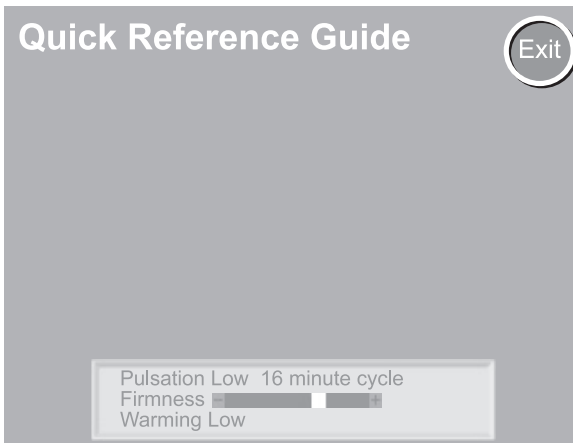 Quick Reference Guide
Exit
Pulsation Low 16 minute cycle
Firmness - +
Warming Low